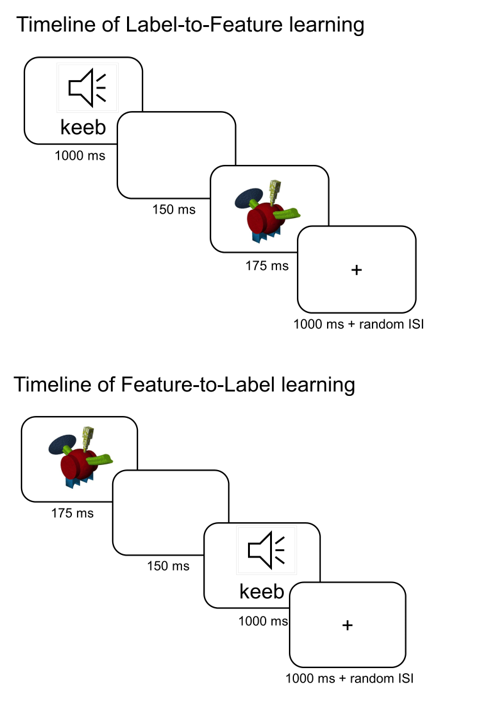 Timeline of Label-to-Feature learning
keeb
1000 ms
150 ms
175 ms
+
1000 ms + random ISI
Timeline of Feature-to-Label learning
175 ms
150 ms
keeb
1000 ms
+
1000 ms + random ISI